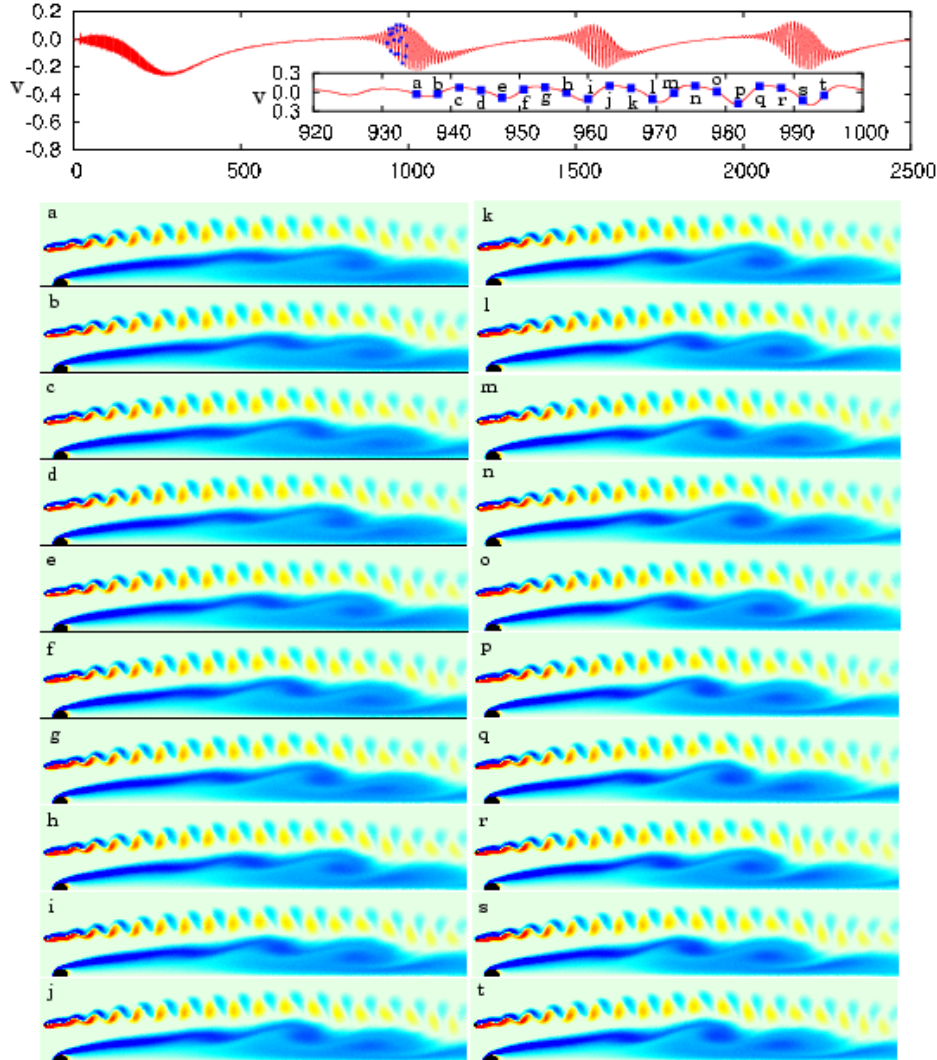 0.2
0.0
-0.2
-0.4
-0.6
-0.8
V
0.3
0.0
0.3
V
a b e h i l m o t
c d f g j k n p q r s
920 930 940 950 960 970 980 990 1000
0 500 1000 1500 2000 2500
a k
b l
c m
d n
e o
f p
g q
h r
i s
j t